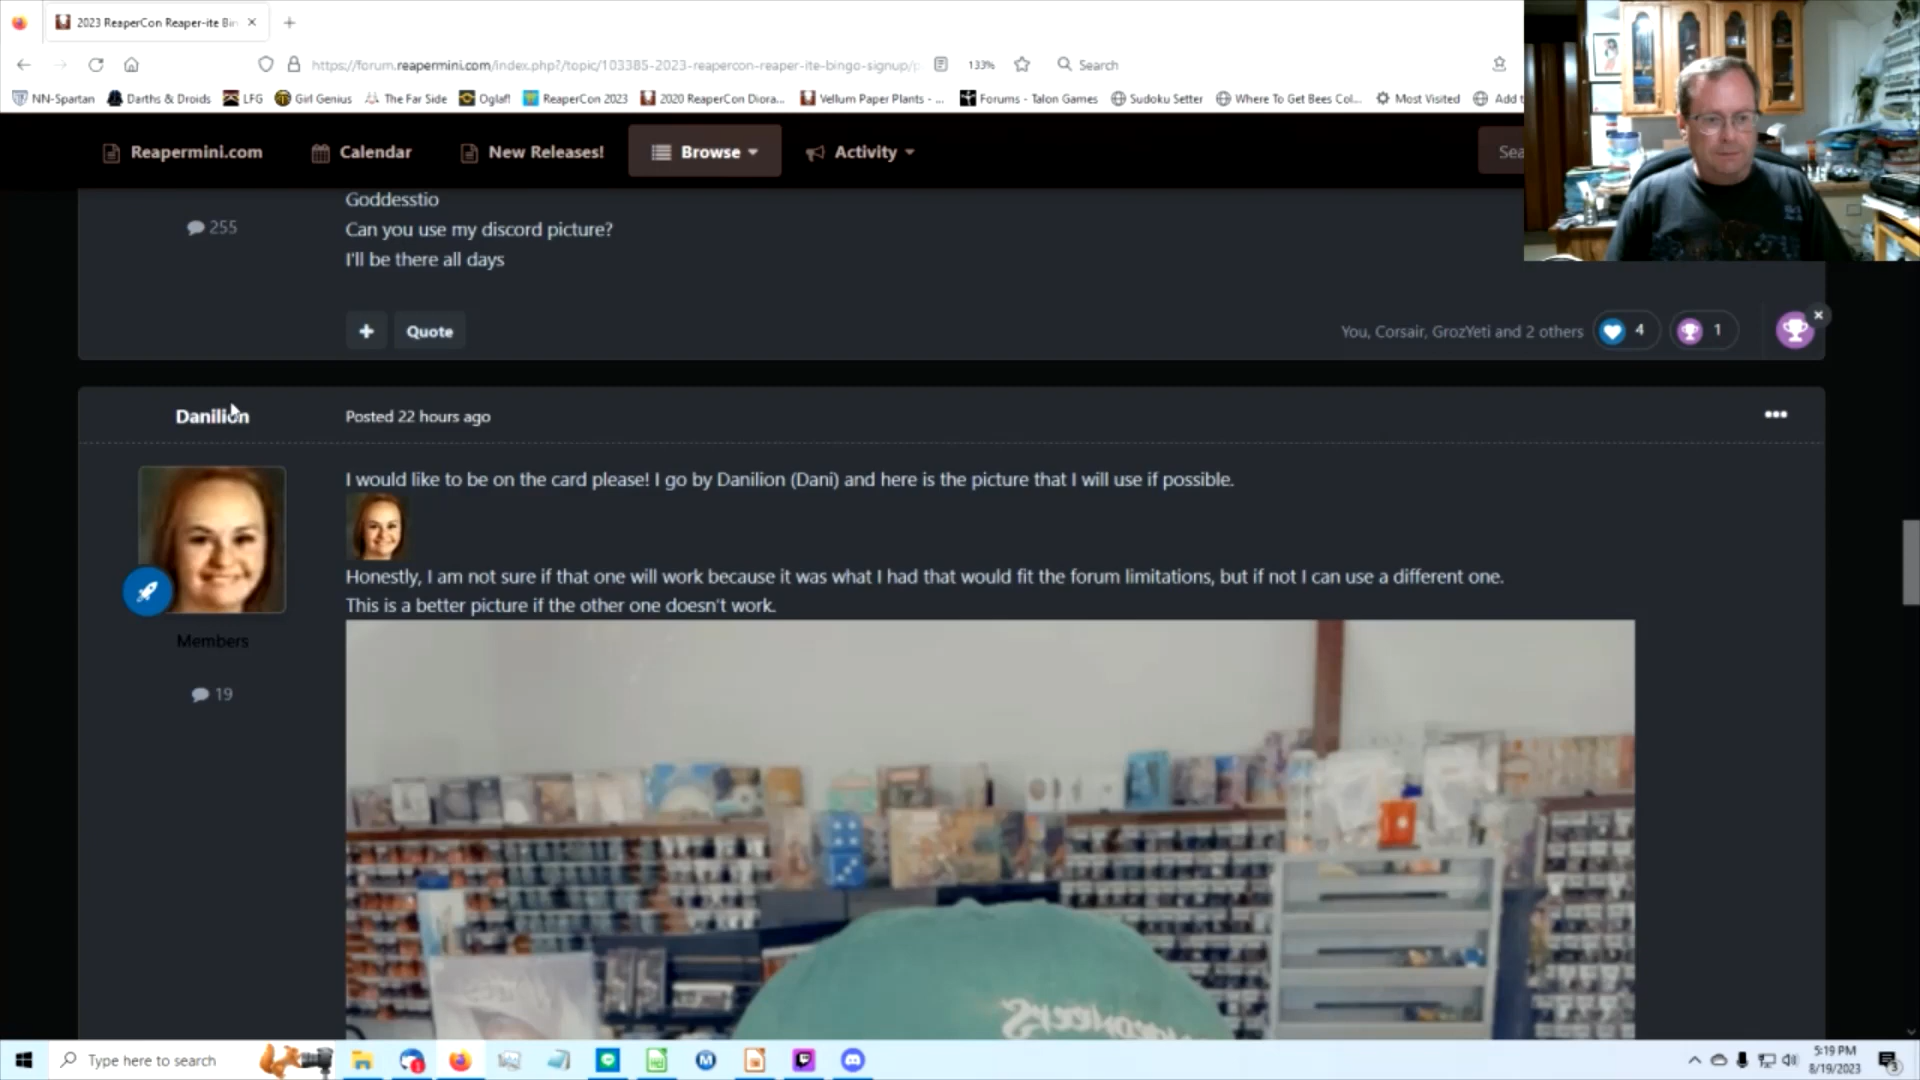 2023 ReaperCon Reaper-ite Bin
https://forum.reapermini.com/index.php?/topic/103385-2023-reapercon-reaper-ite-bingo-signup/p
133%
Search
NN-Spartan
Darths & Droids
LFG
Girl Genius
The Far Side
Oglaf!
ReaperCon 2023
2020 ReaperCon Diora...
Vellum Paper Plants - ...
Forums - Talon Games
Sudoku Setter
Where To Get Bees Col...
Most Visited
Add t
Reapermini.com
Calendar
New Releases!
Browse
Activity
Sea
Goddesstio
255
Can you use my discord picture?
I'll be there all days
+ Quote
You, Corsair, GrozYeti and 2 others
4
1
Danilion
Posted 22 hours ago
I would like to be on the card please! I go by Danilion (Dani) and here is the picture that I will use if possible.
Honestly, I am not sure if that one will work because it was what I had that would fit the forum limitations, but if not I can use a different one.
This is a better picture if the other one doesn't work.
Members
19
Type here to search
5:19 PM
8/19/2023
3